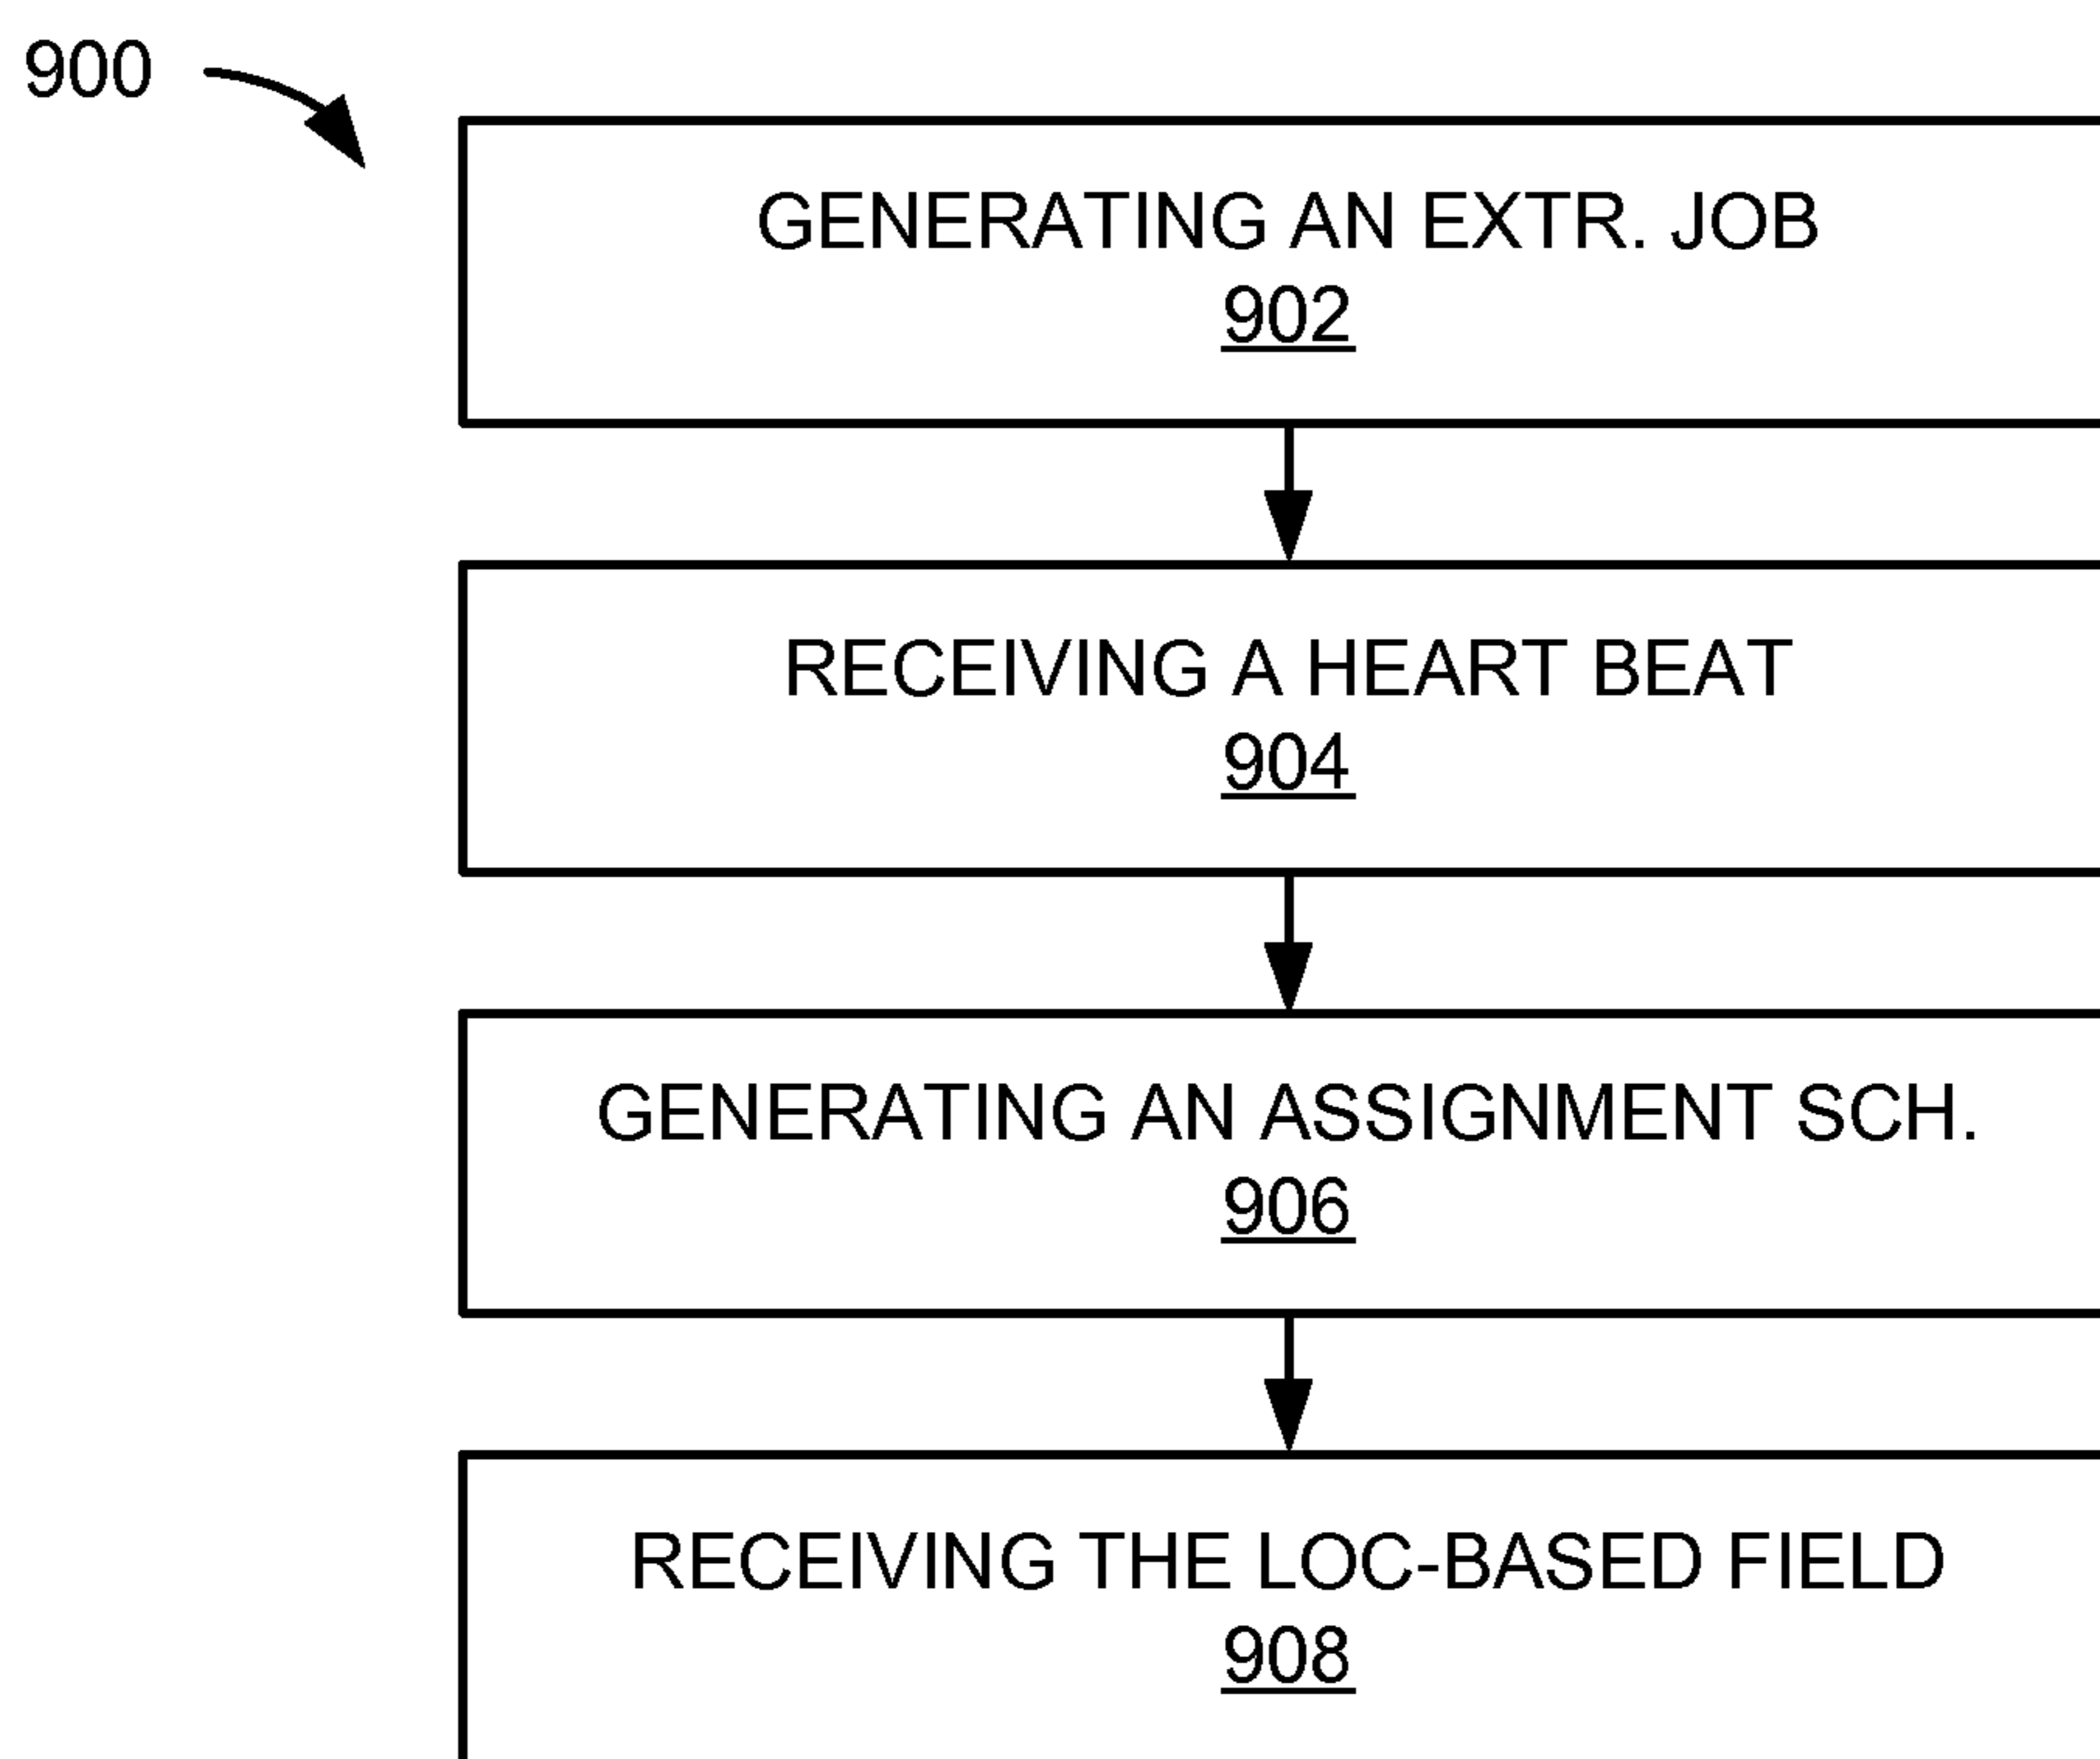 900
GENERATING AN EXTR. JOB
902
RECEIVING A HEART BEAT
904
GENERATING AN ASSIGNMENT SCH.
906
RECEIVING THE LOC-BASED FIELD
908